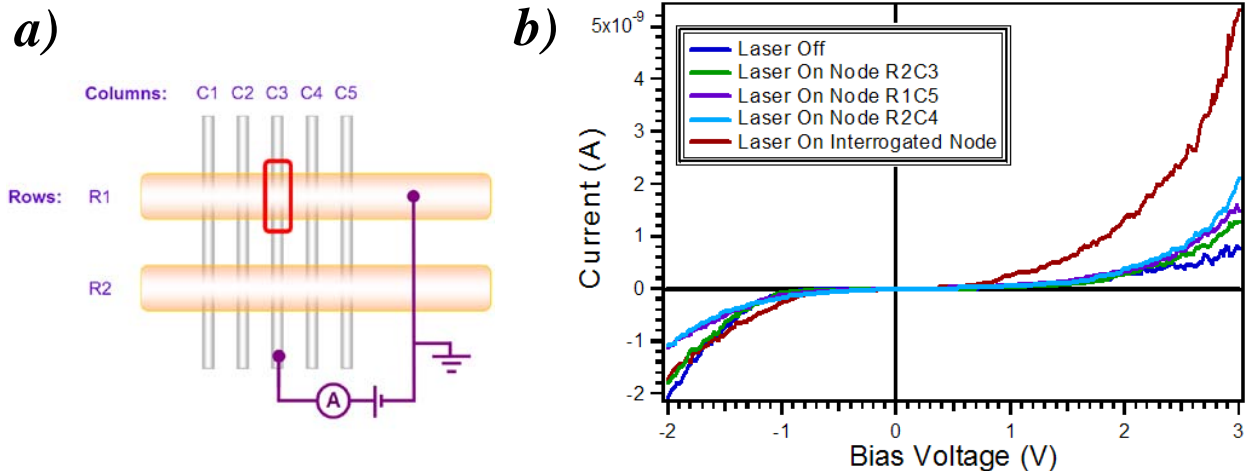 a)
Columns: C1 C2 C3 C4 C5
Rows: R1
R2
A
b)
5x10-9
4
3
2
1
0
-1
-2
Current (A)
Laser Off
Laser On Node R2C3
Laser On Node R1C5
Laser On Node R2C4
Laser On Interrogated Node
-2 -1 0 1 2 3
Bias Voltage (V)